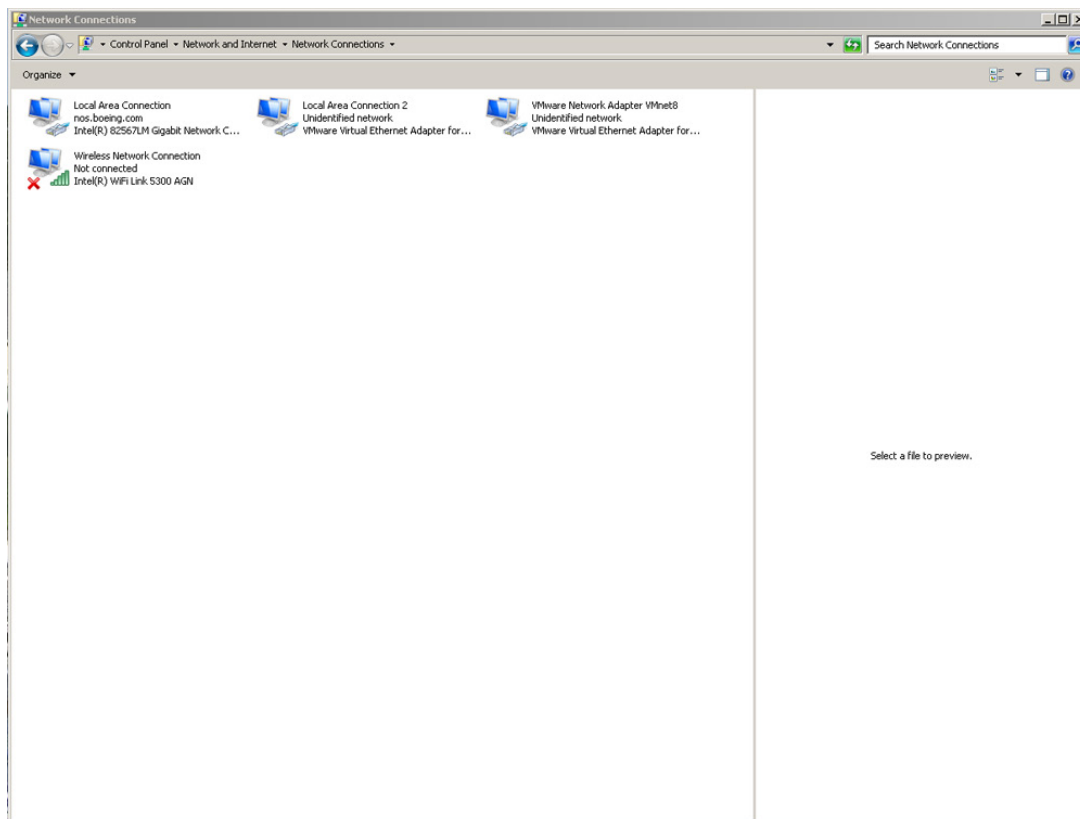 Network Connections
Control Panel Network and Internet Network Connections
Search Network Connections
Organize
Local Area Connection
nos.boeing.com
Intel(R) 82567LM Gigabit Network C...
Local Area Connection 2
Unidentified network
VMware Virtual Ethernet Adapter for...
VMware Network Adapter VMnet8
Unidentified network
VMware Virtual Ethernet Adapter for...
Wireless Network Connection
Not connected
Intel(R) WiFi Link 5300 AGN
Select a file to preview.